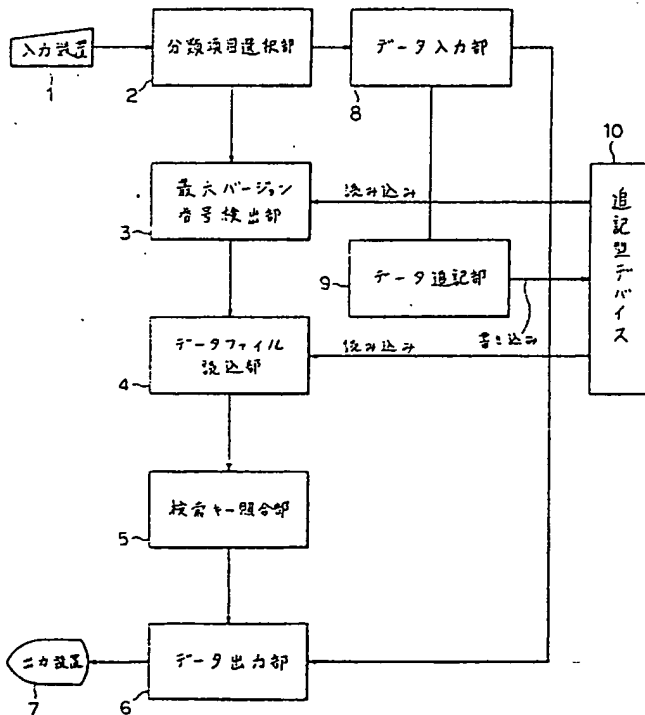 入力装置
1
分類項目選択部
2
データ入力部
8
10
最大バージョン
番号検出部
3
読み込み
追記型デバイス
データ追記部
9
書き込み
データファイル
読込部
4
読み込み
検索キー照合部
5
データ出力部
6
出力装置
7